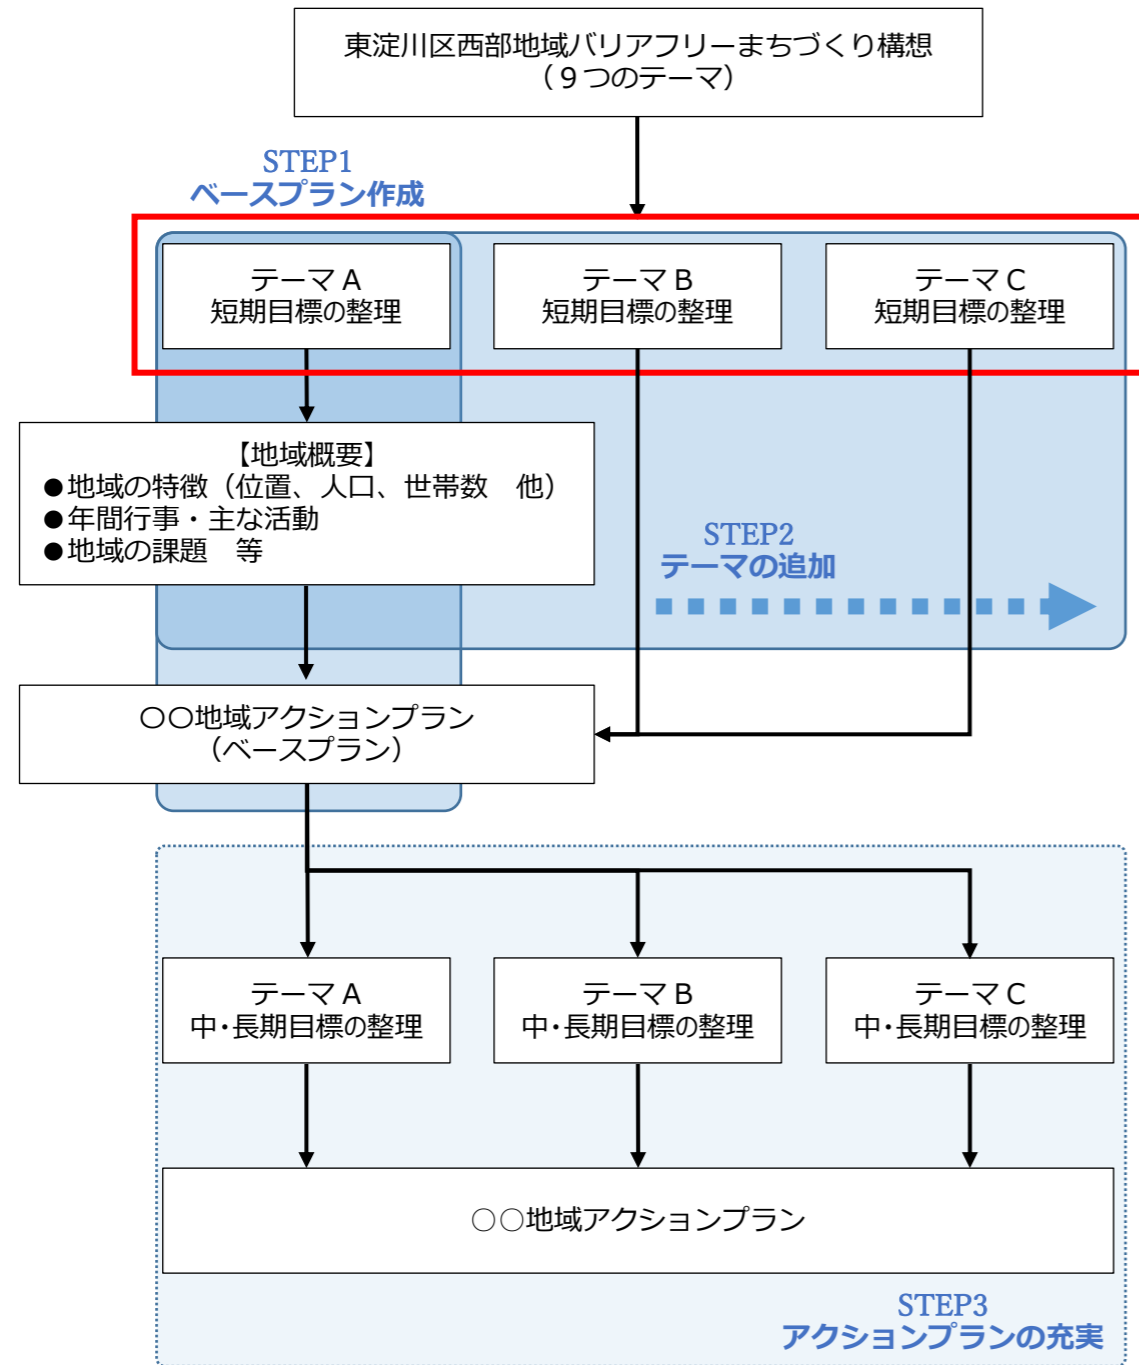 東淀川区西部地域バリアフリーまちづくり構想
（９つのテーマ）
STEP1
ベースプラン作成
テーマＡ
短期目標の整理
テーマＢ
短期目標の整理
テーマＣ
短期目標の整理
【地域概要】
●地域の特徴（位置、人口、世帯数　他）
●年間行事・主な活動
●地域の課題　等
STEP2
テーマの追加
〇〇地域アクションプラン
（ベースプラン）
テーマＡ
中・長期目標の整理
テーマＢ
中・長期目標の整理
テーマＣ
中・長期目標の整理
○○地域アクションプラン
STEP3
アクションプランの充実